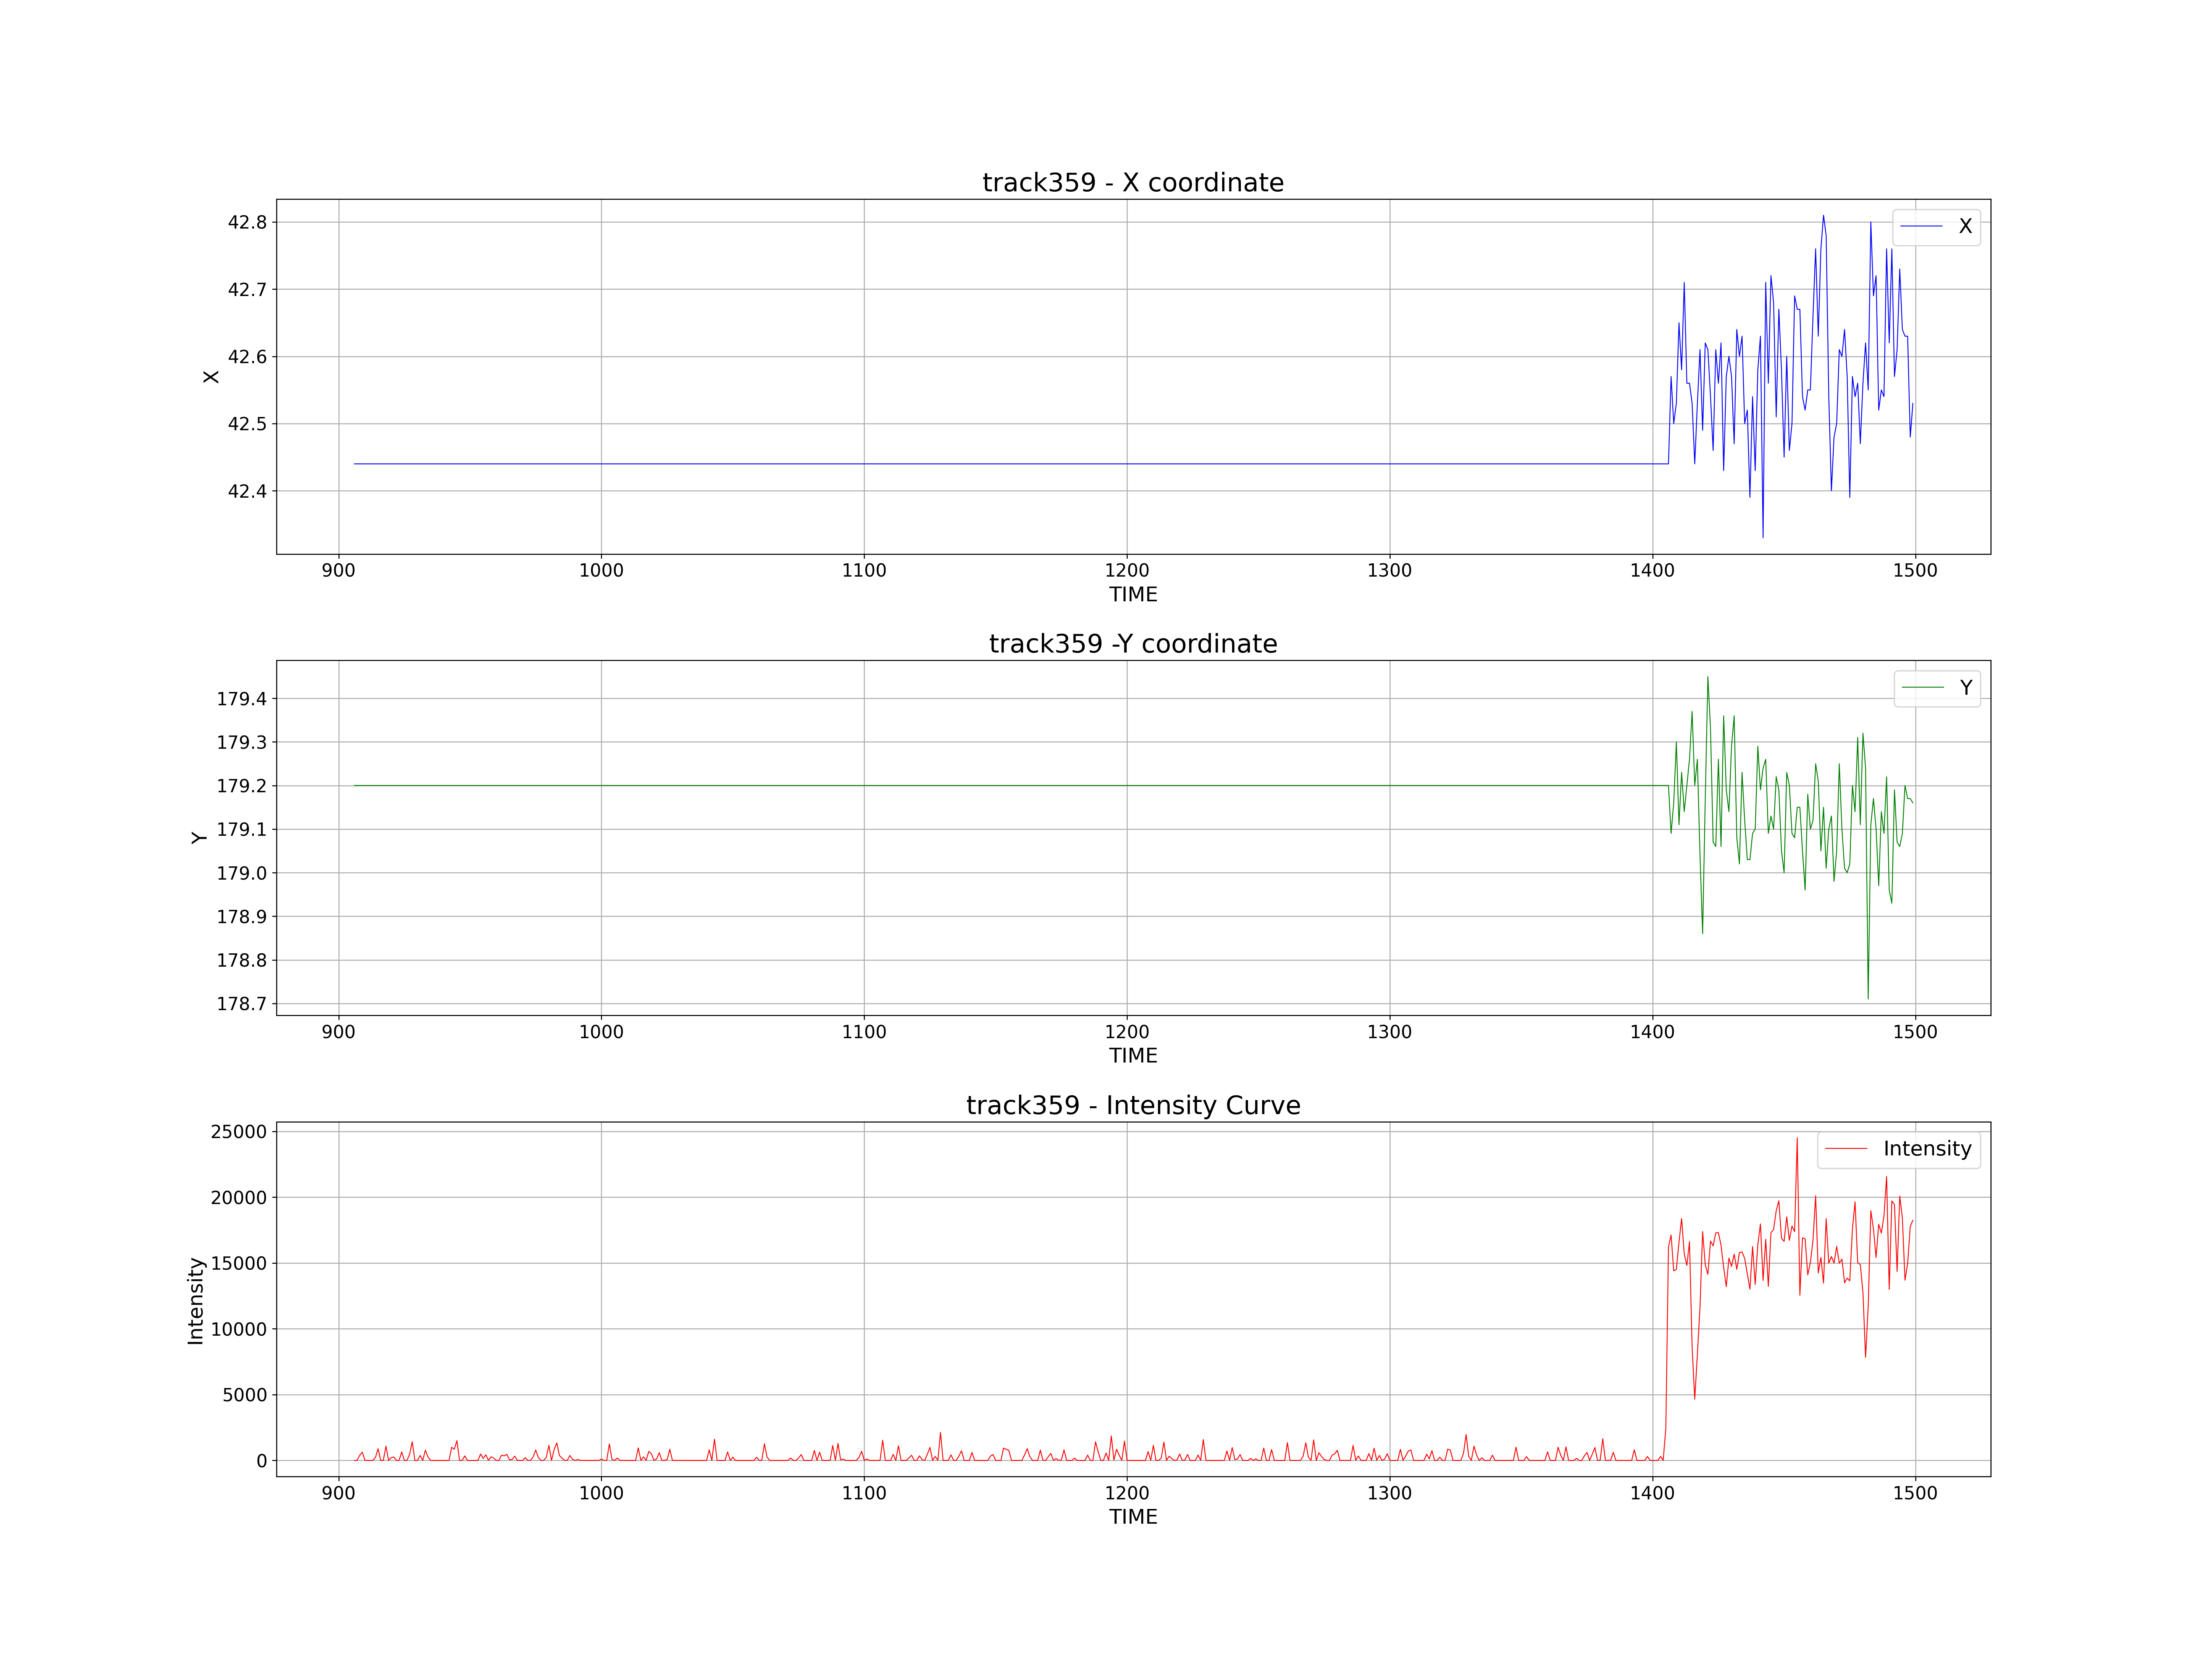 track359 - X coordinate
42.8
42.7
42.6
42.5
42.4
X
X
900 1000 1100 1200 1300 1400 1500
TIME
track359 -Y coordinate
179.4
179.3
179.2
179.1
179.0
178.9
178.8
178.7
Y
Y
900 1000 1100 1200 1300 1400 1500
TIME
track359 - Intensity Curve
25000
20000
15000
10000
5000
0
Intensity
Intensity
900 1000 1100 1200 1300 1400 1500
TIME